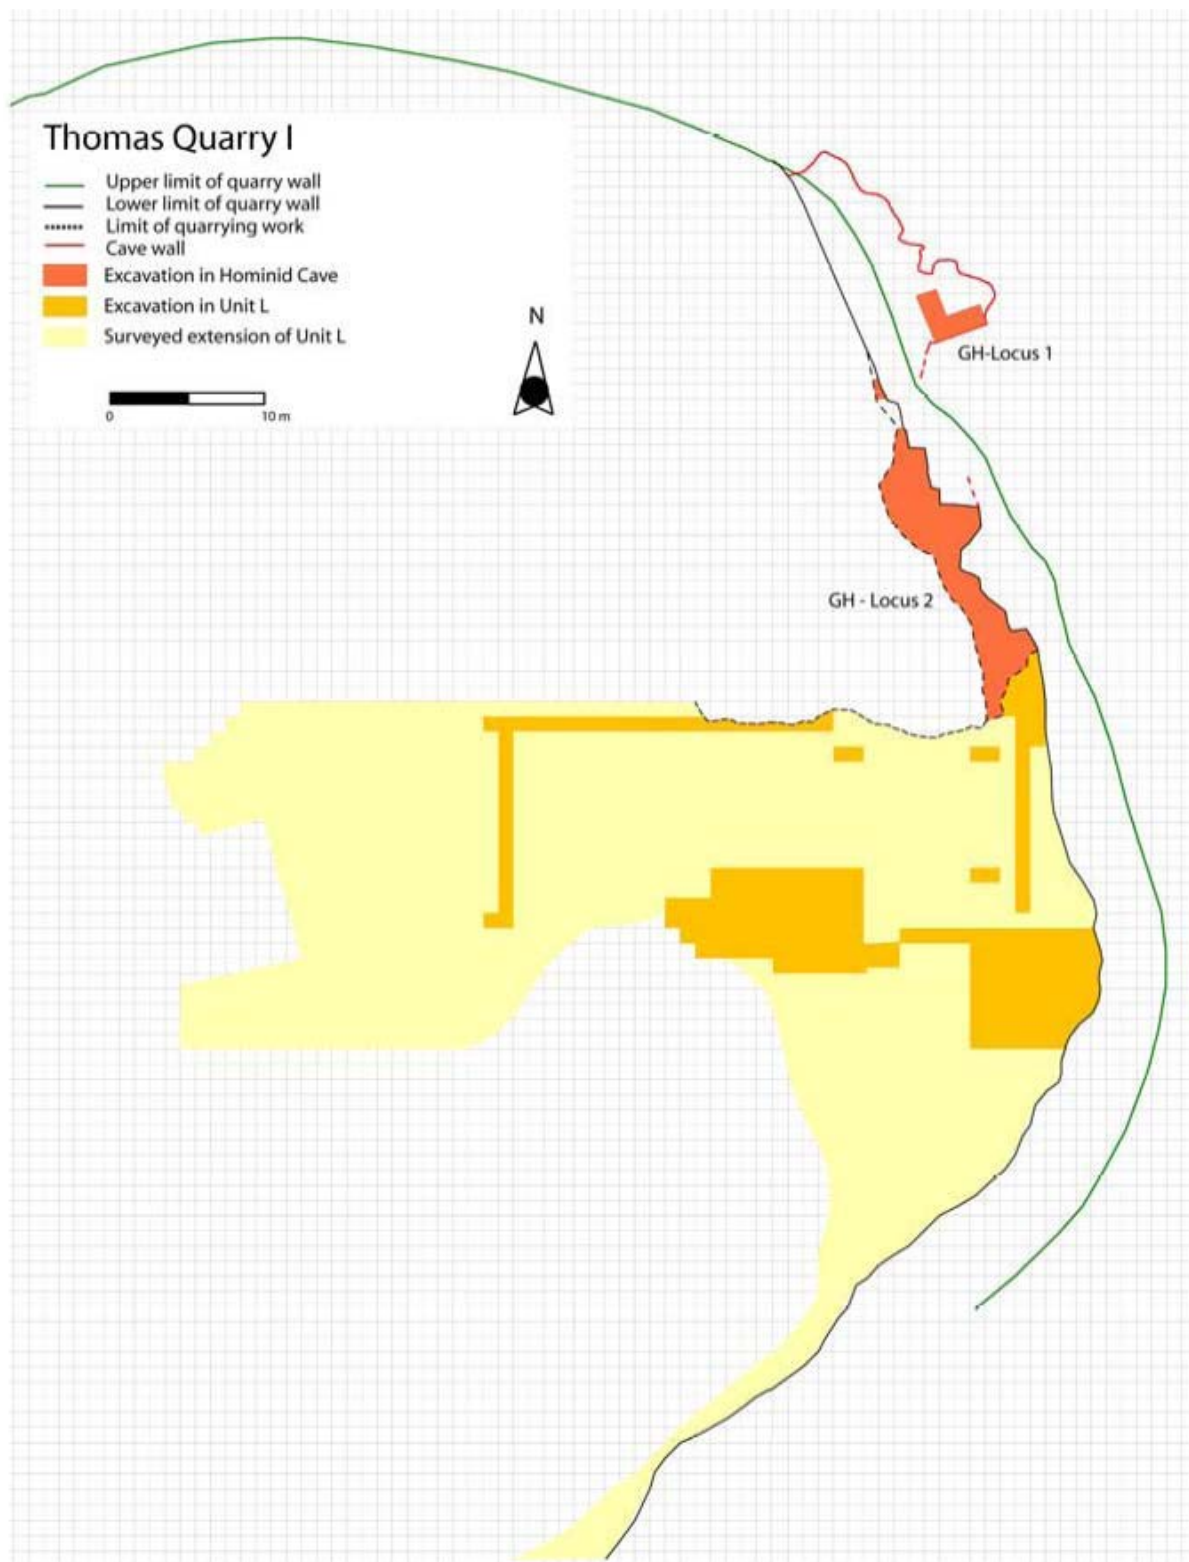 Thomas Quarry I
Upper limit of quarry wall
Lower limit of quarry wall
Limit of quarrying work
Cave wall
Excavation in Hominid Cave
Excavation in Unit L
Surveyed extension of Unit L
N
0 10 m
GH-Locus 1
GH - Locus 2